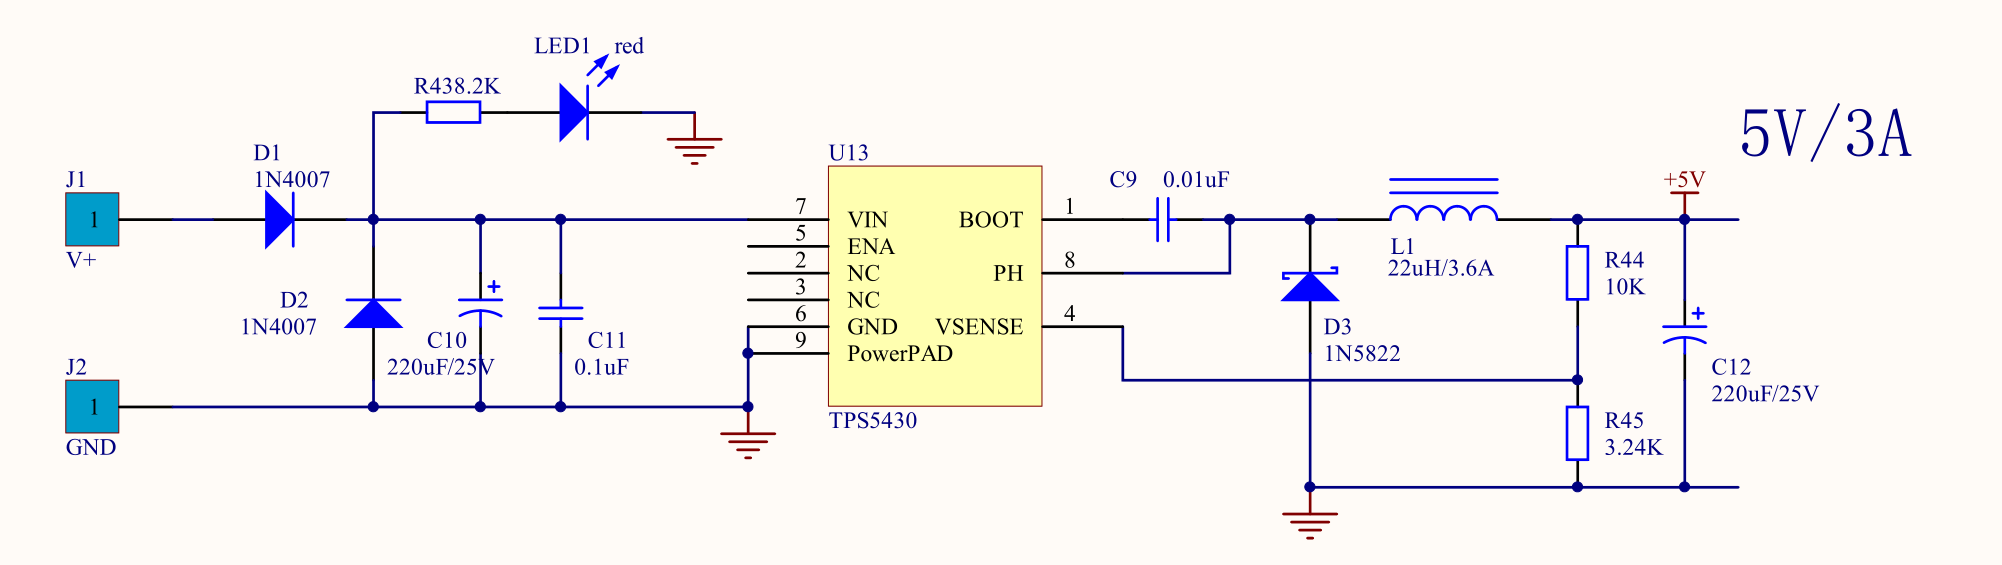 LED1 red
R438.2K
5V/3A
D1
1N4007
J1
1
V+
D2
1N4007
C10
220uF/25V
C11
0.1uF
J2
1
GND
U13
7 VIN
5 ENA
2 NC
3 NC
6 GND
9 PowerPAD
BOOT 1
PH 8
VSENSE 4
TPS5430
C9 0.01uF
L1
22uH/3.6A
D3
1N5822
+5V
R44
10K
R45
3.24K
C12
220uF/25V